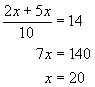 (2x + 5x)/10 = 14
7x = 140
x = 20